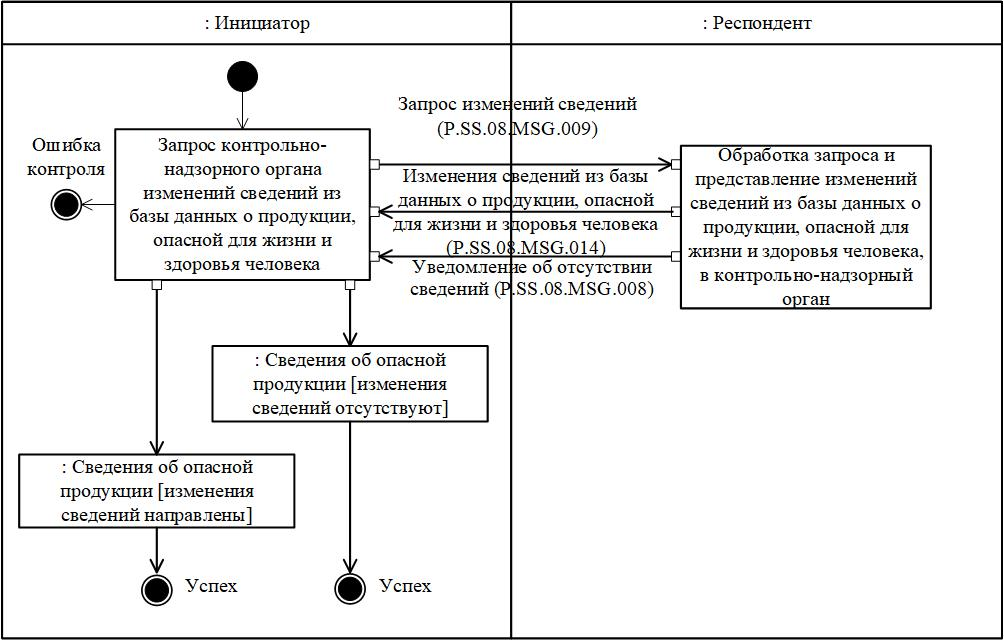 : Инициатор
: Респондент
Запрос изменений сведений
(P.SS.08.MSG.009)
Ошибка
контроля
Запрос контрольно-
надзорного органа
изменений сведений из
базы данных о продукции,
опасной для жизни и
здоровья человека
Изменения сведений из базы
данных о продукции, опасной
для жизни и здоровья человека
(P.SS.08.MSG.014)
Уведомление об отсутствии
сведений (P.SS.08.MSG.008)
Обработка запроса и
представление изменений
сведений из базы данных о
продукции, опасной для
жизни и здоровья человека,
в контрольно-надзорный
орган
: Сведения об опасной
продукции [изменения
сведений отсутствуют]
: Сведения об опасной
продукции [изменения
сведений направлены]
Успех
Успех